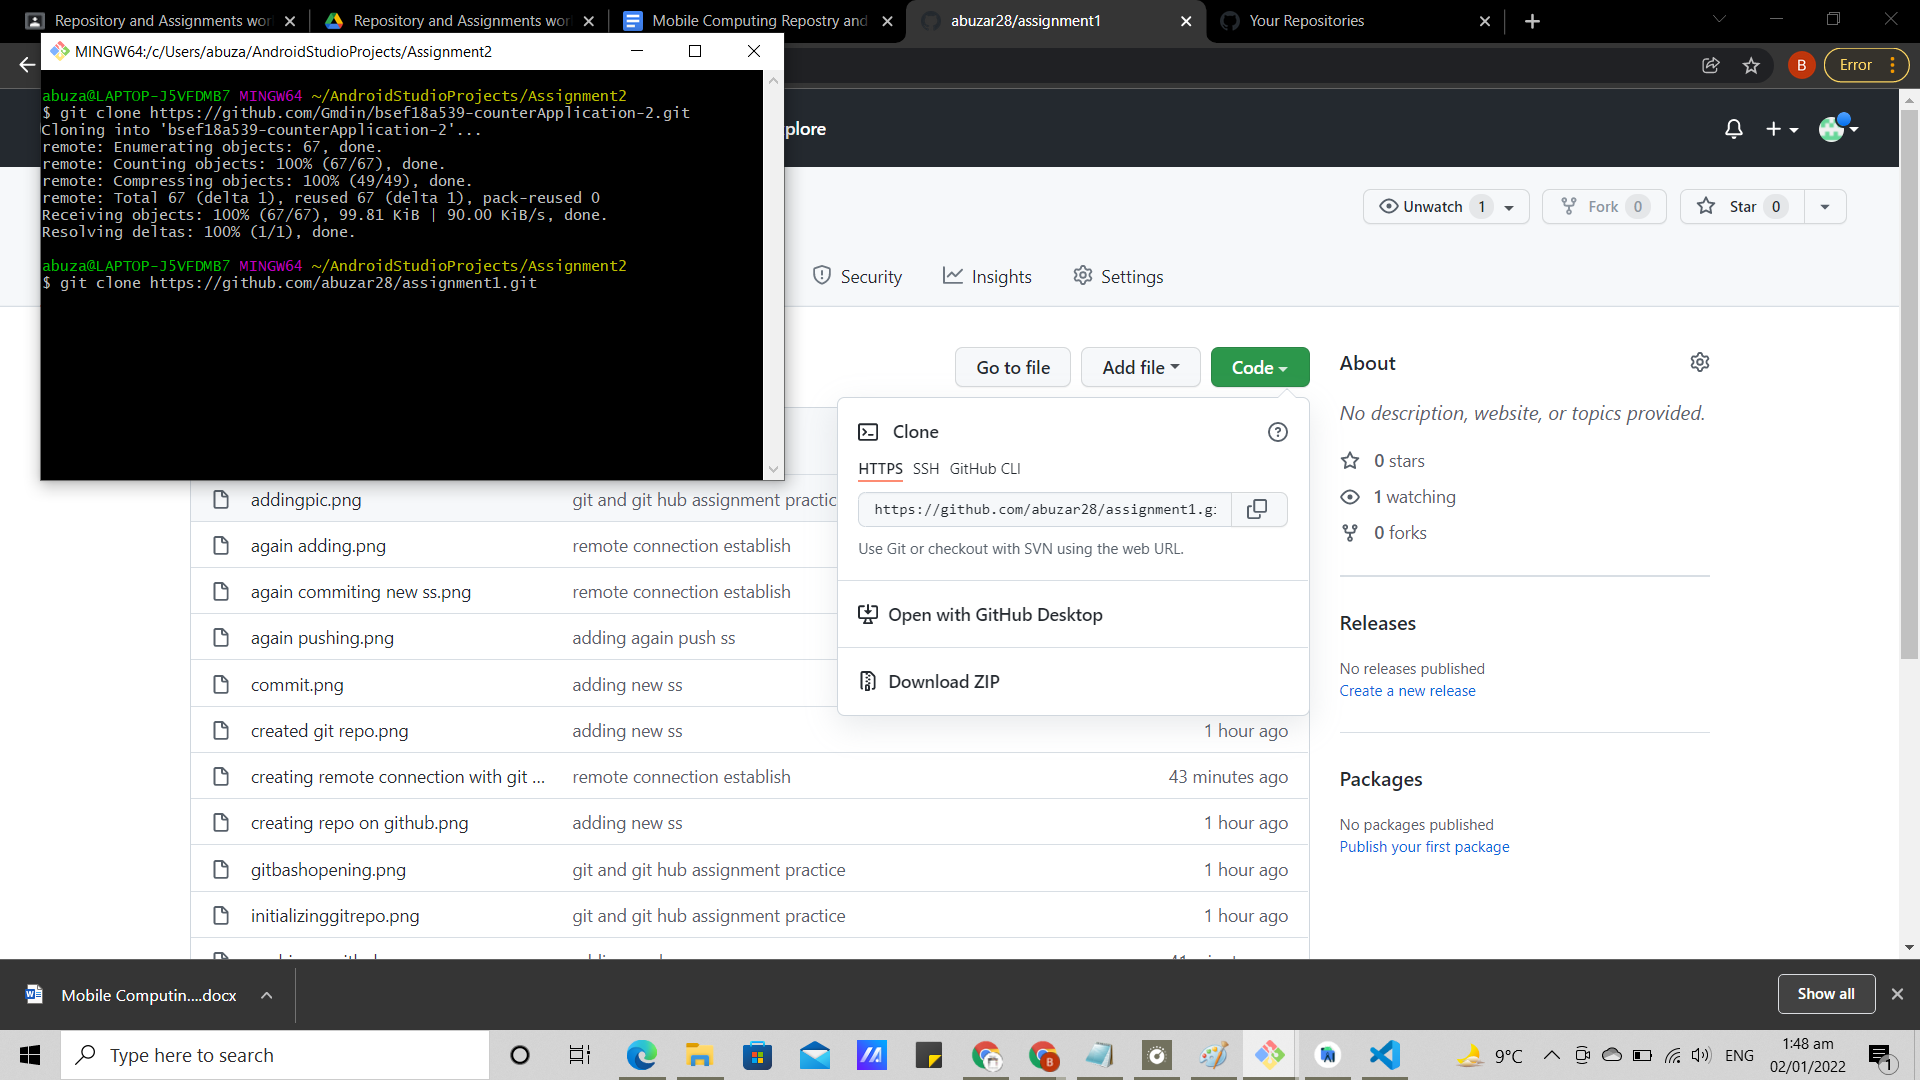 Repository and Assignments wor
Repository and Assignments wor
Mobile Computing Repostry and
abuzar28/assignment1
Your Repositories
MINGW64:/c/Users/abuza/AndroidStudioProjects/Assignment2
B
Error
abuza@LAPTOP-J5VFDMB7 MINGW64 ~/AndroidStudioProjects/Assignment2
$ git clone https://github.com/Gmdin/bsef18a539-counterApplication-2.git
Cloning into 'bsef18a539-counterApplication-2'...
remote: Enumerating objects: 67, done.
remote: Counting objects: 100% (67/67), done.
remote: Compressing objects: 100% (49/49), done.
remote: Total 67 (delta 1), reused 67 (delta 1), pack-reused 0
Receiving objects: 100% (67/67), 99.81 KiB | 90.00 KiB/s, done.
Resolving deltas: 100% (1/1), done.
abuza@LAPTOP-J5VFDMB7 MINGW64 ~/AndroidStudioProjects/Assignment2
$ git clone https://github.com/abuzar28/assignment1.git
plore
Unwatch 1
Fork 0
Star 0
Security
Insights
Settings
Go to file
Add file
Code
Clone
HTTPS SSH GitHub CLI
https://github.com/abuzar28/assignment1.gi
Use Git or checkout with SVN using the web URL.
Open with GitHub Desktop
Download ZIP
About
No description, website, or topics provided.
0 stars
1 watching
0 forks
Releases
No releases published
Create a new release
Packages
No packages published
Publish your first package
addingpic.png git and git hub assignment practic
again adding.png remote connection establish
again commiting new ss.png remote connection establish
again pushing.png adding again push ss
commit.png adding new ss
created git repo.png adding new ss 1 hour ago
creating remote connection with git ... remote connection establish 43 minutes ago
creating repo on github.png adding new ss 1 hour ago
gitbashopening.png git and git hub assignment practice 1 hour ago
initializinggitrepo.png git and git hub assignment practice 1 hour ago
Mobile Computin....docx
Show all
Type here to search
9°C
ENG
1:48 am
02/01/2022
1